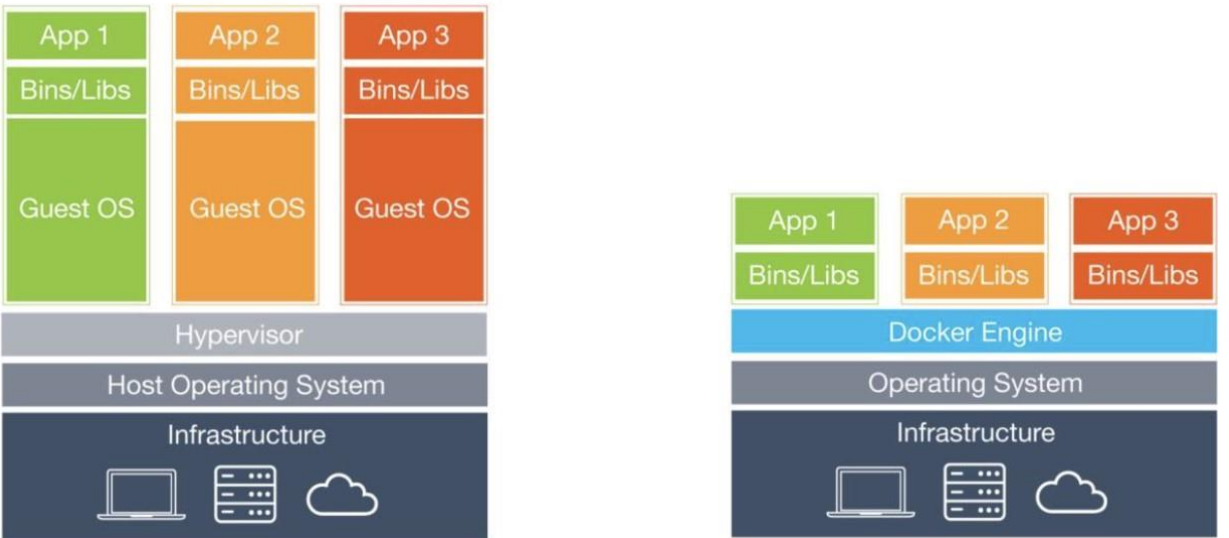 App 1
App 2
App 3
Bins/Libs
Bins/Libs
Bins/Libs
Guest OS
Guest OS
Guest OS
Hypervisor
Host Operating System
Infrastructure
App 1
App 2
App 3
Bins/Libs
Bins/Libs
Bins/Libs
Docker Engine
Operating System
Infrastructure